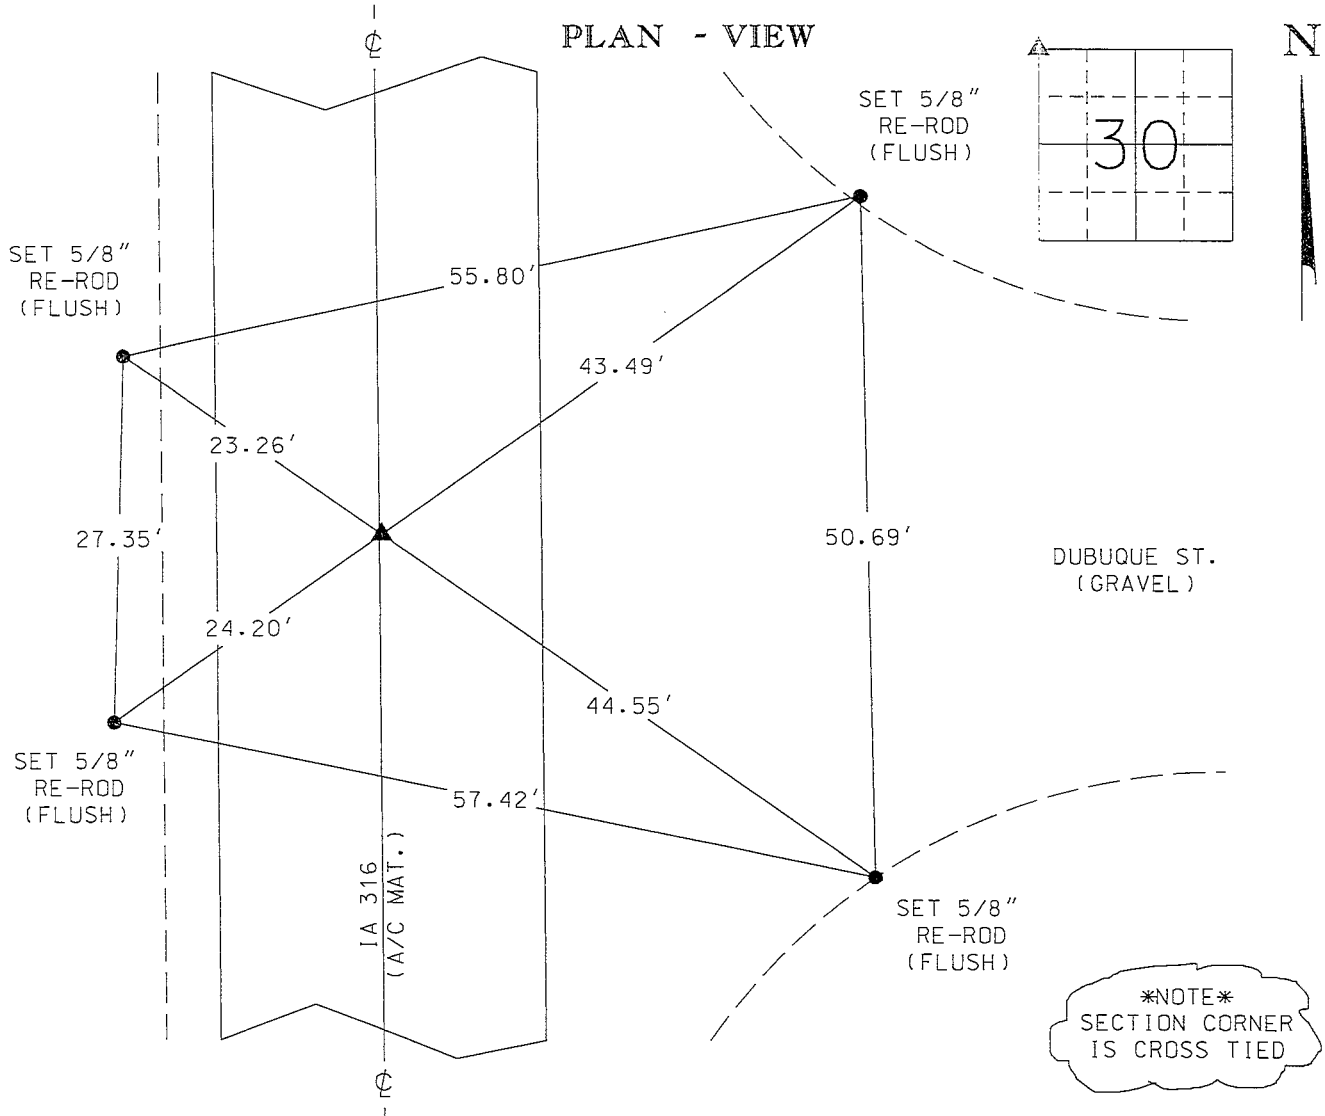 PLAN - VIEW
N
℄
SET 5/8"
RE-ROD
(FLUSH)
30
SET 5/8"
RE-ROD
(FLUSH)
55.80'
43.49'
23.26'
27.35'
50.69'
DUBUQUE ST.
(GRAVEL)
24.20'
44.55'
SET 5/8"
RE-ROD
(FLUSH)
57.42'
IA 316
(A/C MAT.)
SET 5/8"
RE-ROD
(FLUSH)
*NOTE*
SECTION CORNER
IS CROSS TIED
℄